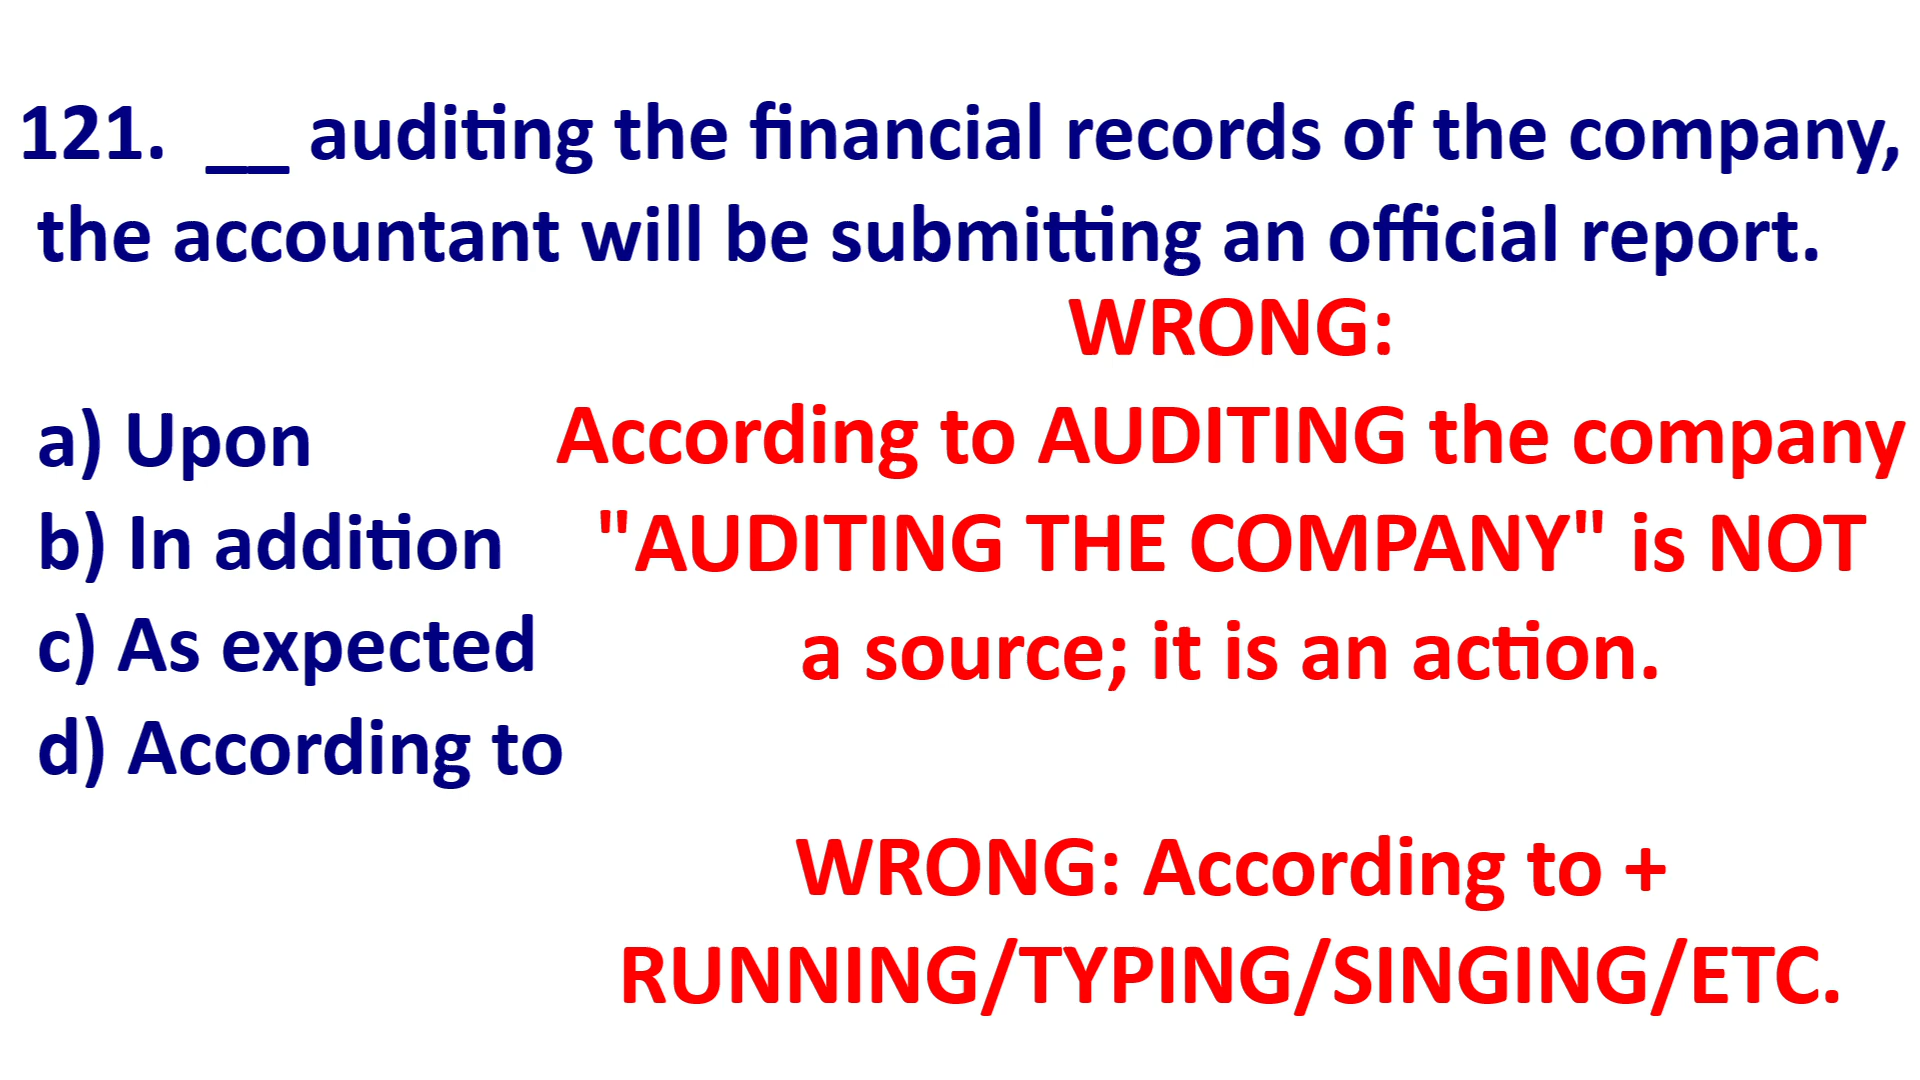 121.  __ auditing the financial records of the company,
the accountant will be submitting an official report.
WRONG:
a) Upon
According to AUDITING the company
b) In addition
"AUDITING THE COMPANY" is NOT
c) As expected
a source; it is an action.
d) According to
WRONG: According to +
RUNNING/TYPING/SINGING/ETC.